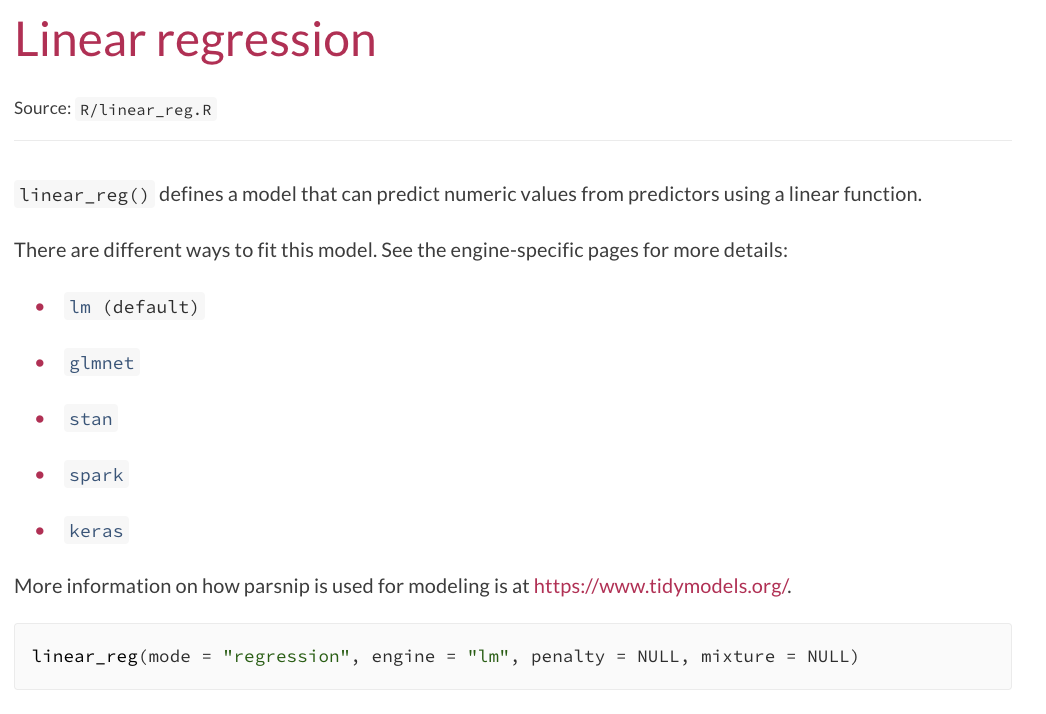 Linear regression
Source: R/linear_reg.R
linear_reg() defines a model that can predict numeric values from predictors using a linear function.
There are different ways to fit this model. See the engine-specific pages for more details:
• lm (default)
• glmnet
• stan
• spark
• keras
More information on how parsnip is used for modeling is at https://www.tidymodels.org/.
linear_reg(mode = "regression", engine = "lm", penalty = NULL, mixture = NULL)